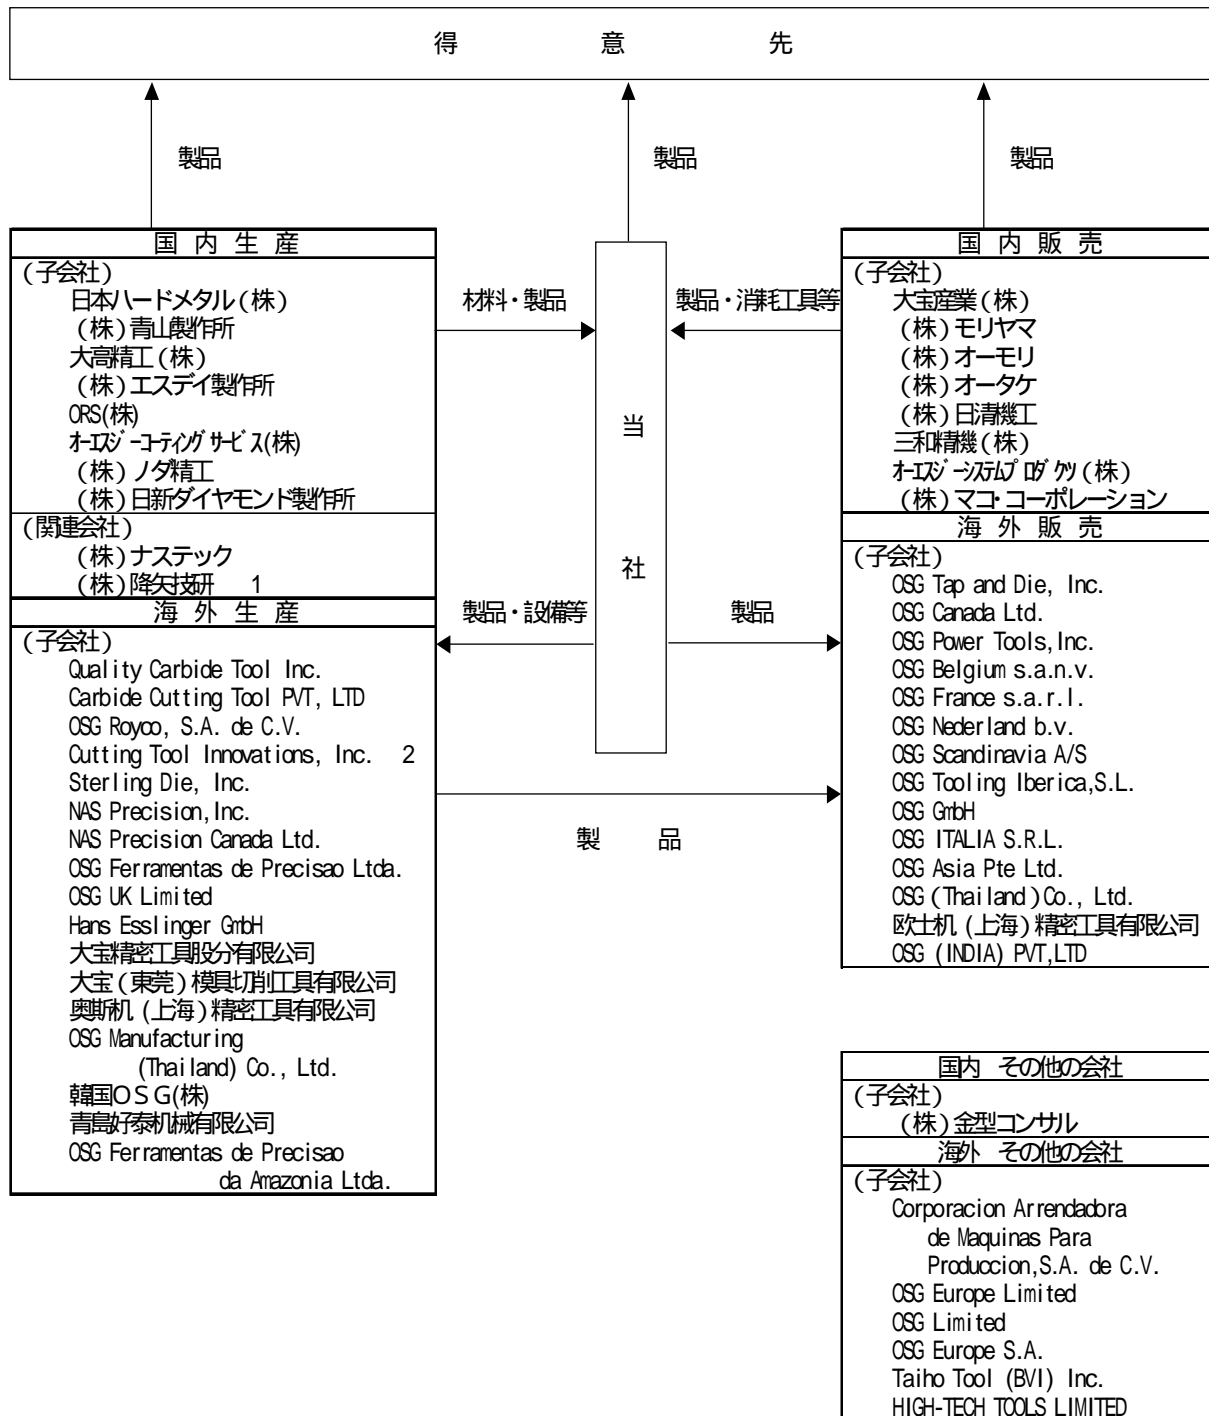 得意先
製品
製品
製品
国内生産
(子会社)
日本ハードメタル(株)
(株)青山製作所
大高精工(株)
(株)エスデイ製作所
ORS(株)
オーエスジーコーティングサービス(株)
(株)ノダ精工
(株)日新ダイヤモンド製作所
(関連会社)
(株)ナステック
(株)降矢技研 1
海外生産
(子会社)
Quality Carbide Tool Inc.
Carbide Cutting Tool PVT, LTD
OSG Royco, S.A. de C.V.
Cutting Tool Innovations, Inc. 2
Sterling Die, Inc.
NAS Precision,Inc.
NAS Precision Canada Ltd.
OSG Ferramentas de Precisao Ltda.
OSG UK Limited
Hans Esslinger GmbH
大宝精密工具股分有限公司
大宝(東莞)模具切削工具有限公司
奥斯机(上海)精密工具有限公司
OSG Manufacturing
(Thailand) Co., Ltd.
韓国OSG(株)
青島好泰机械有限公司
OSG Ferramentas de Precisao
da Amazonia Ltda.
材料・製品
製品・消耗工具等
当社
製品・設備等
製品
製品
国内販売
(子会社)
大宝産業(株)
(株)モリヤマ
(株)オーモリ
(株)オータケ
(株)日清機工
三和精機(株)
オーエスジーシステムプロダクツ(株)
(株)マコ・コーポレーション
海外販売
(子会社)
OSG Tap and Die, Inc.
OSG Canada Ltd.
OSG Power Tools,Inc.
OSG Belgium s.a.n.v.
OSG France s.a.r.l.
OSG Nederland b.v.
OSG Scandinavia A/S
OSG Tooling Iberica,S.L.
OSG GmbH
OSG ITALIA S.R.L.
OSG Asia Pte Ltd.
OSG (Thailand)Co., Ltd.
欧士机(上海)精密工具有限公司
OSG (INDIA) PVT,LTD
国内 その他の会社
(子会社)
(株)金型コンサル
海外 その他の会社
(子会社)
Corporacion Arrendadora
de Maquinas Para
Produccion,S.A. de C.V.
OSG Europe Limited
OSG Limited
OSG Europe S.A.
Taiho Tool (BVI) Inc.
HIGH-TECH TOOLS LIMITED